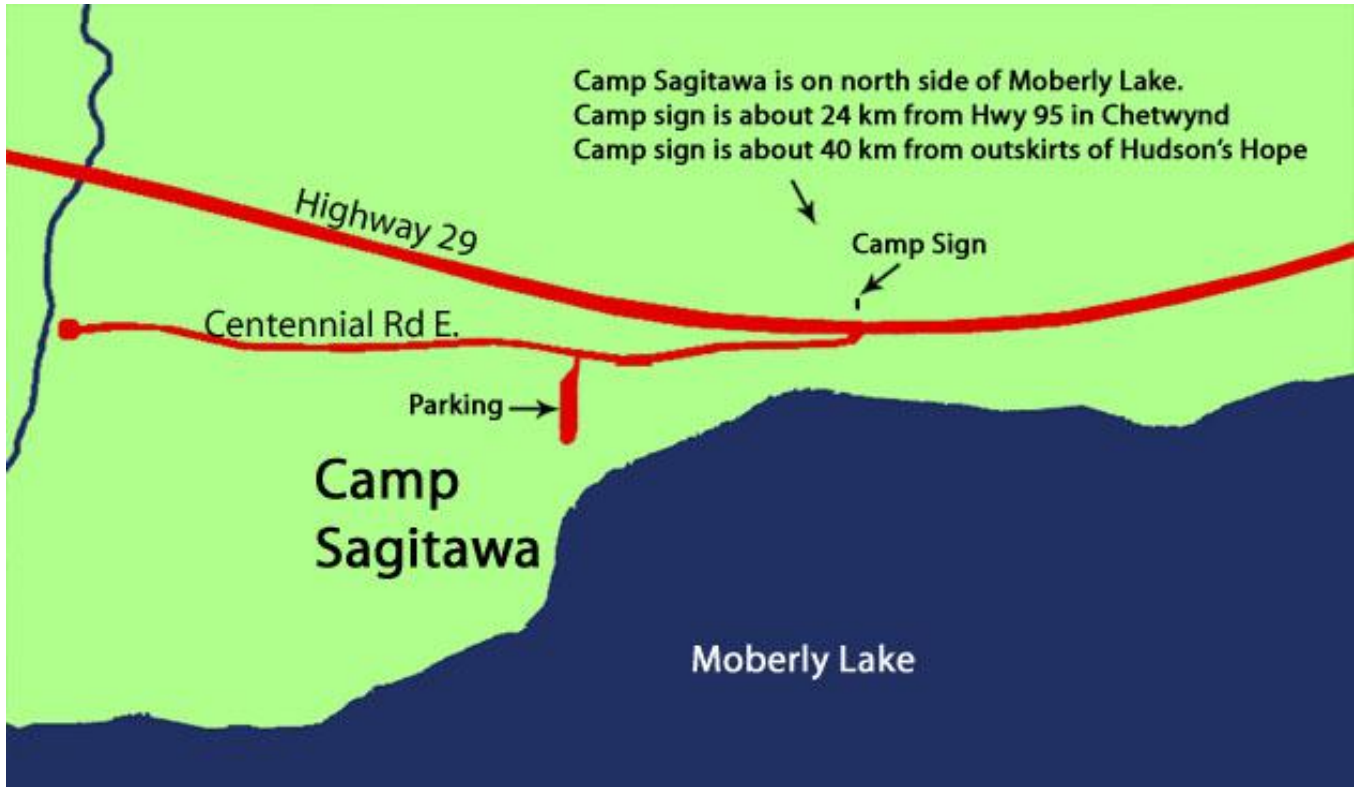 Camp Sagitawa is on north side of Moberly Lake.
Camp sign is about 24 km from Hwy 95 in Chetwynd
Camp sign is about 40 km from outskirts of Hudson's Hope
Highway 29
Camp Sign
Centennial Rd E.
Parking
Camp
Sagitawa
Moberly Lake